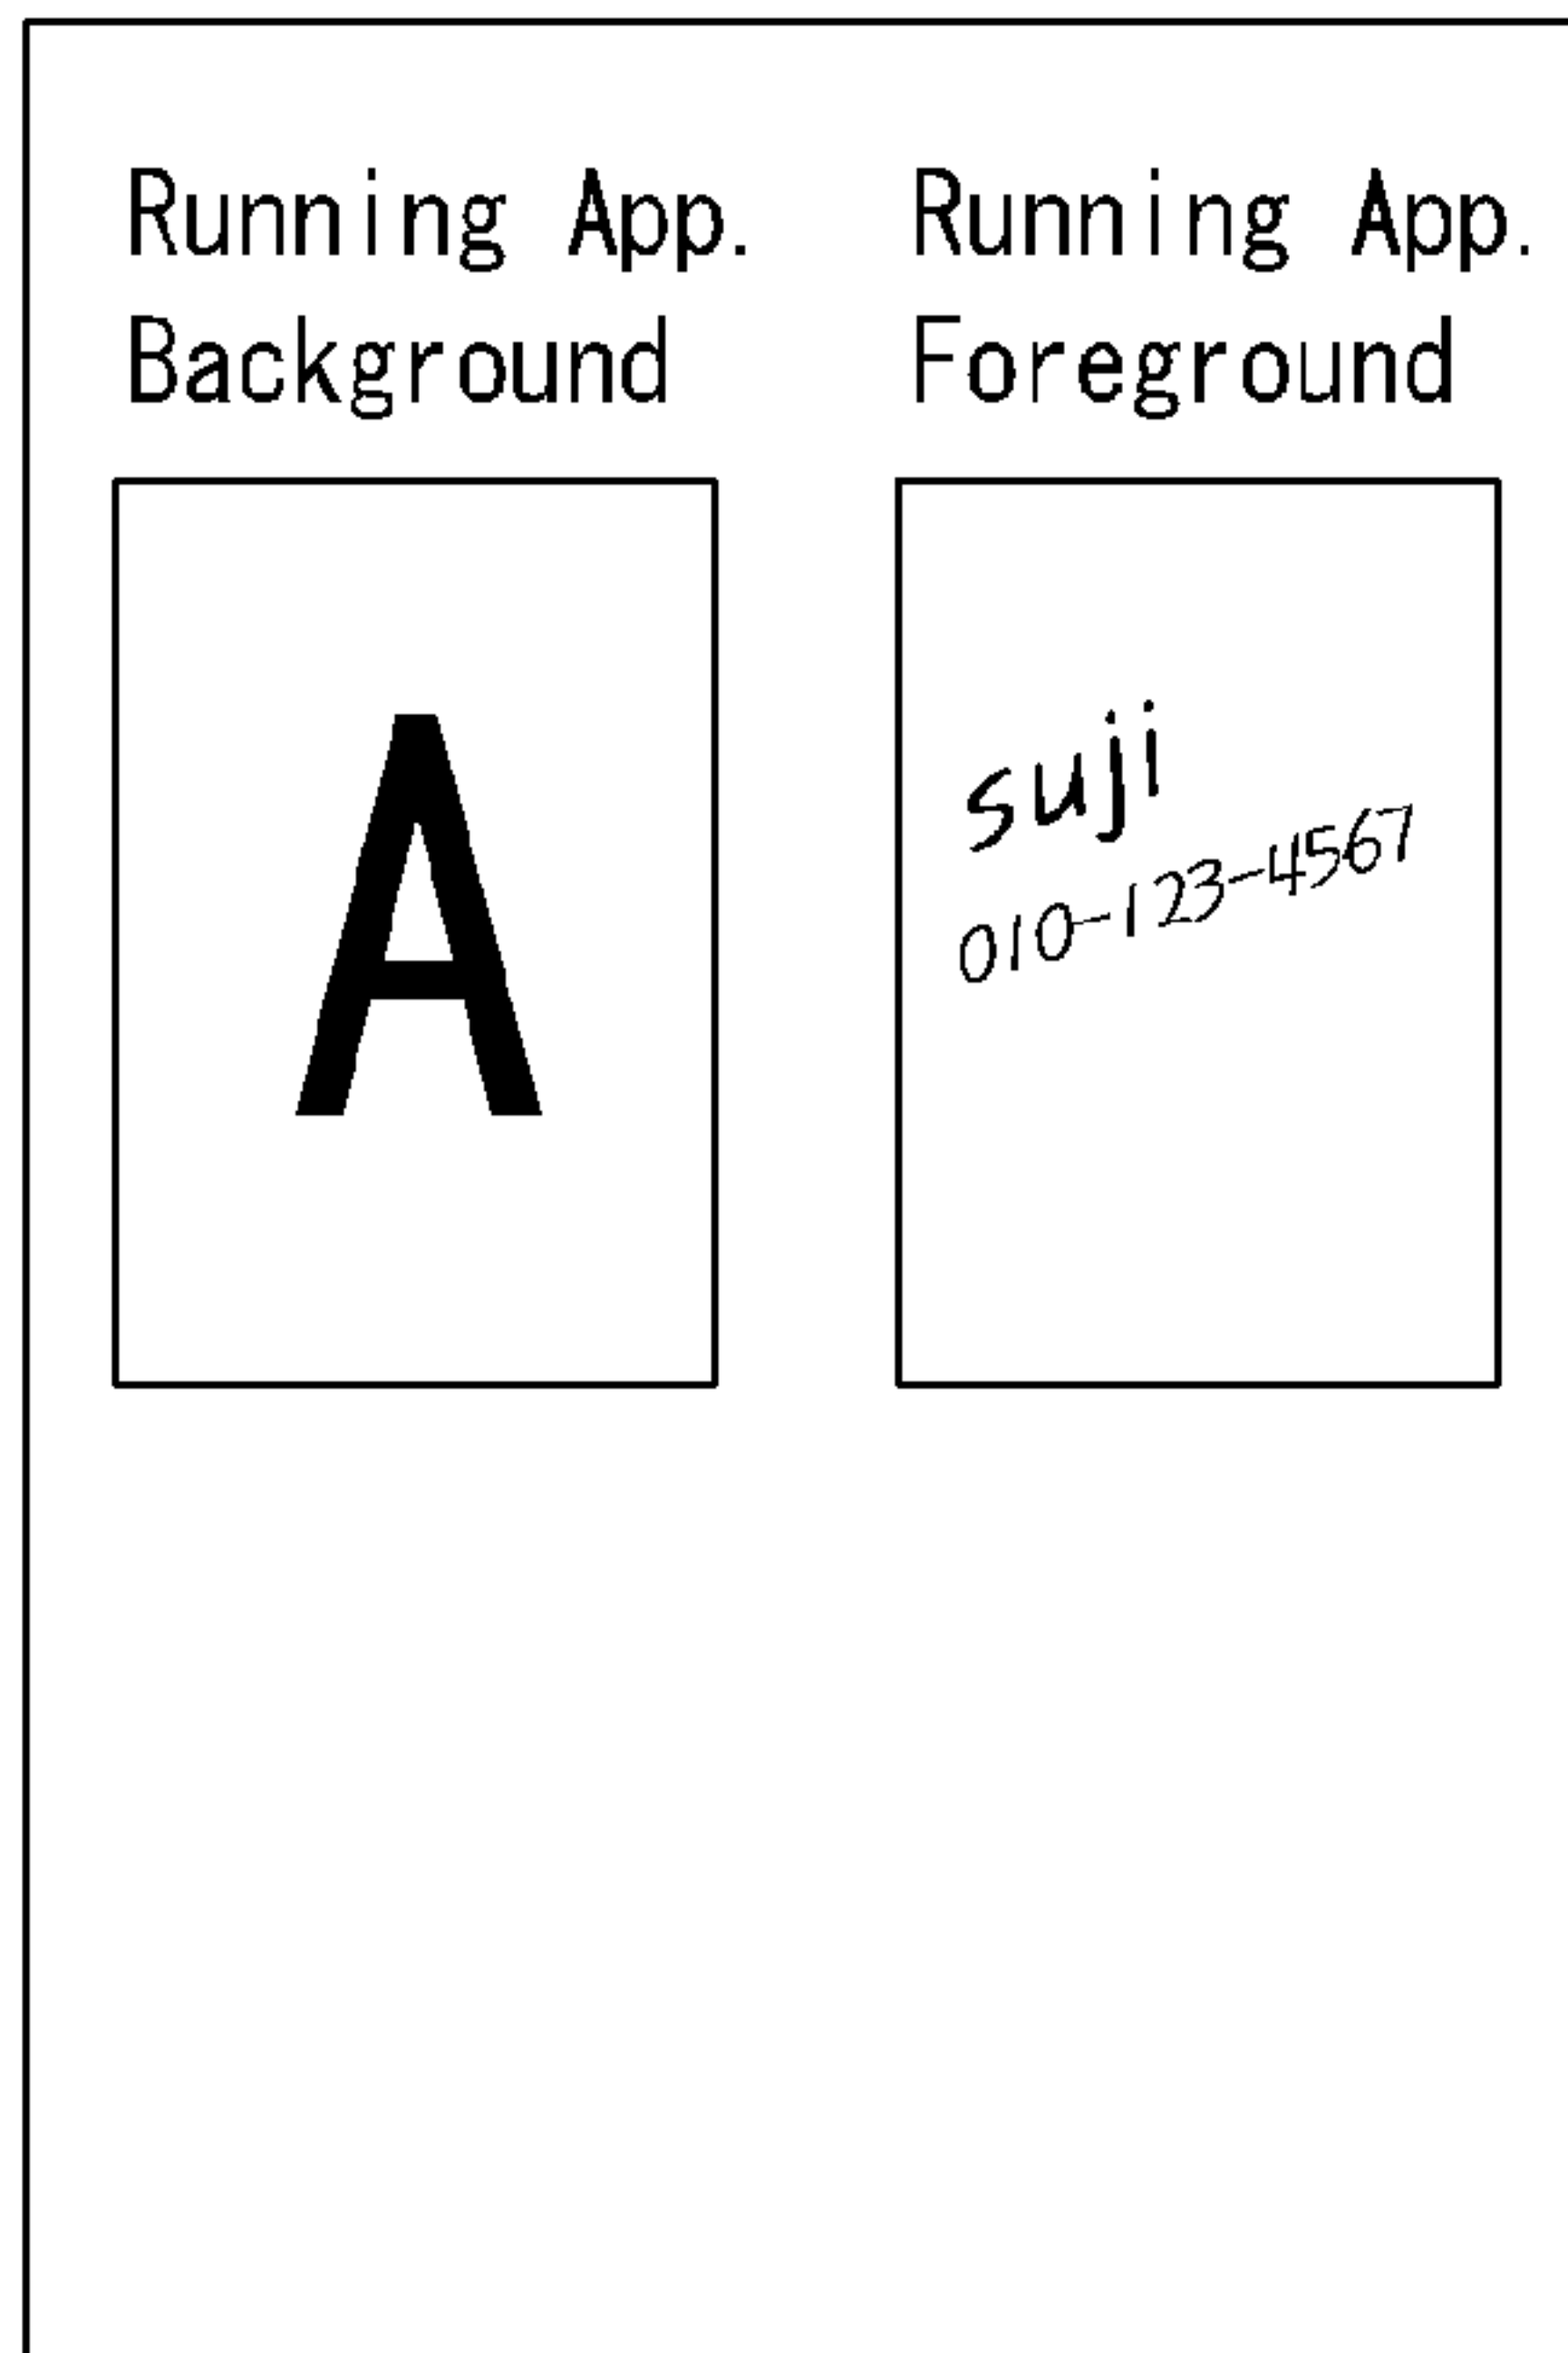 Running App.
Background
Running App.
Foreground
A
suji
010-123-4567